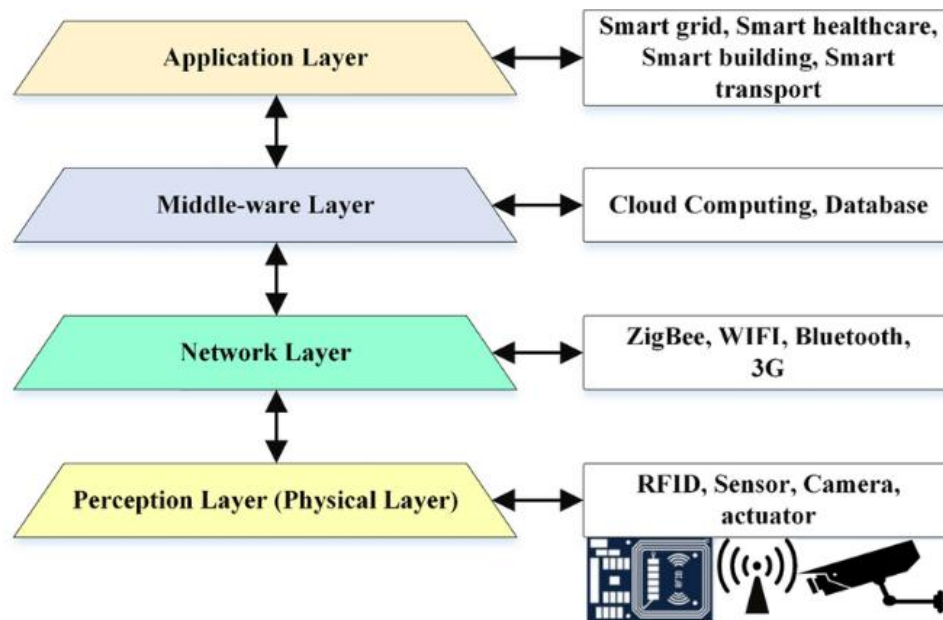 Application Layer
Smart grid, Smart healthcare,
Smart building, Smart
transport
Middle-ware Layer
Cloud Computing, Database
Network Layer
ZigBee, WIFI, Bluetooth,
3G
Perception Layer (Physical Layer)
RFID, Sensor, Camera,
actuator
RFID